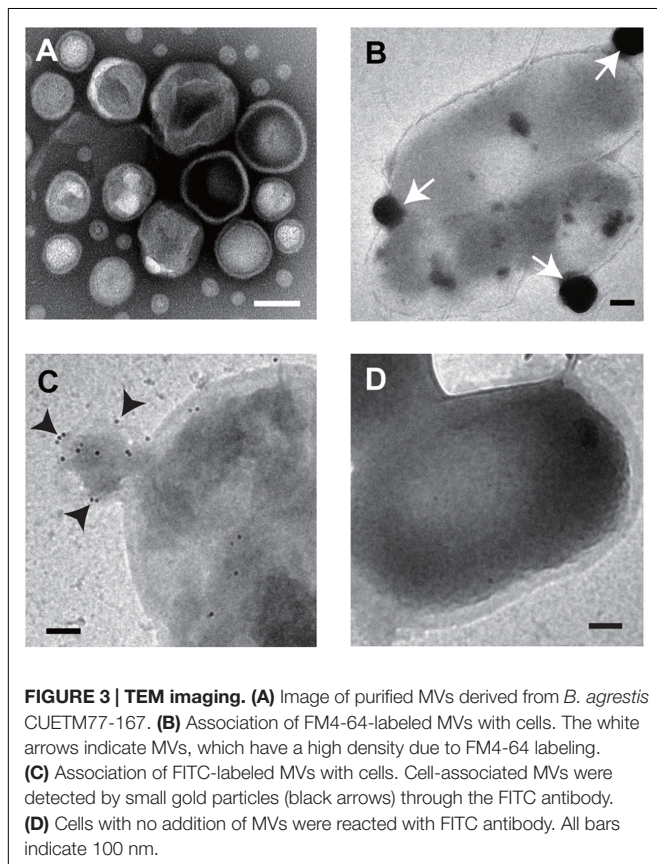 A
B
C
D
FIGURE 3 | TEM imaging. (A) Image of purified MVs derived from B. agrestis
CUETM77-167. (B) Association of FM4-64-labeled MVs with cells. The white
arrows indicate MVs, which have a high density due to FM4-64 labeling.
(C) Association of FITC-labeled MVs with cells. Cell-associated MVs were
detected by small gold particles (black arrows) through the FITC antibody.
(D) Cells with no addition of MVs were reacted with FITC antibody. All bars
indicate 100 nm.